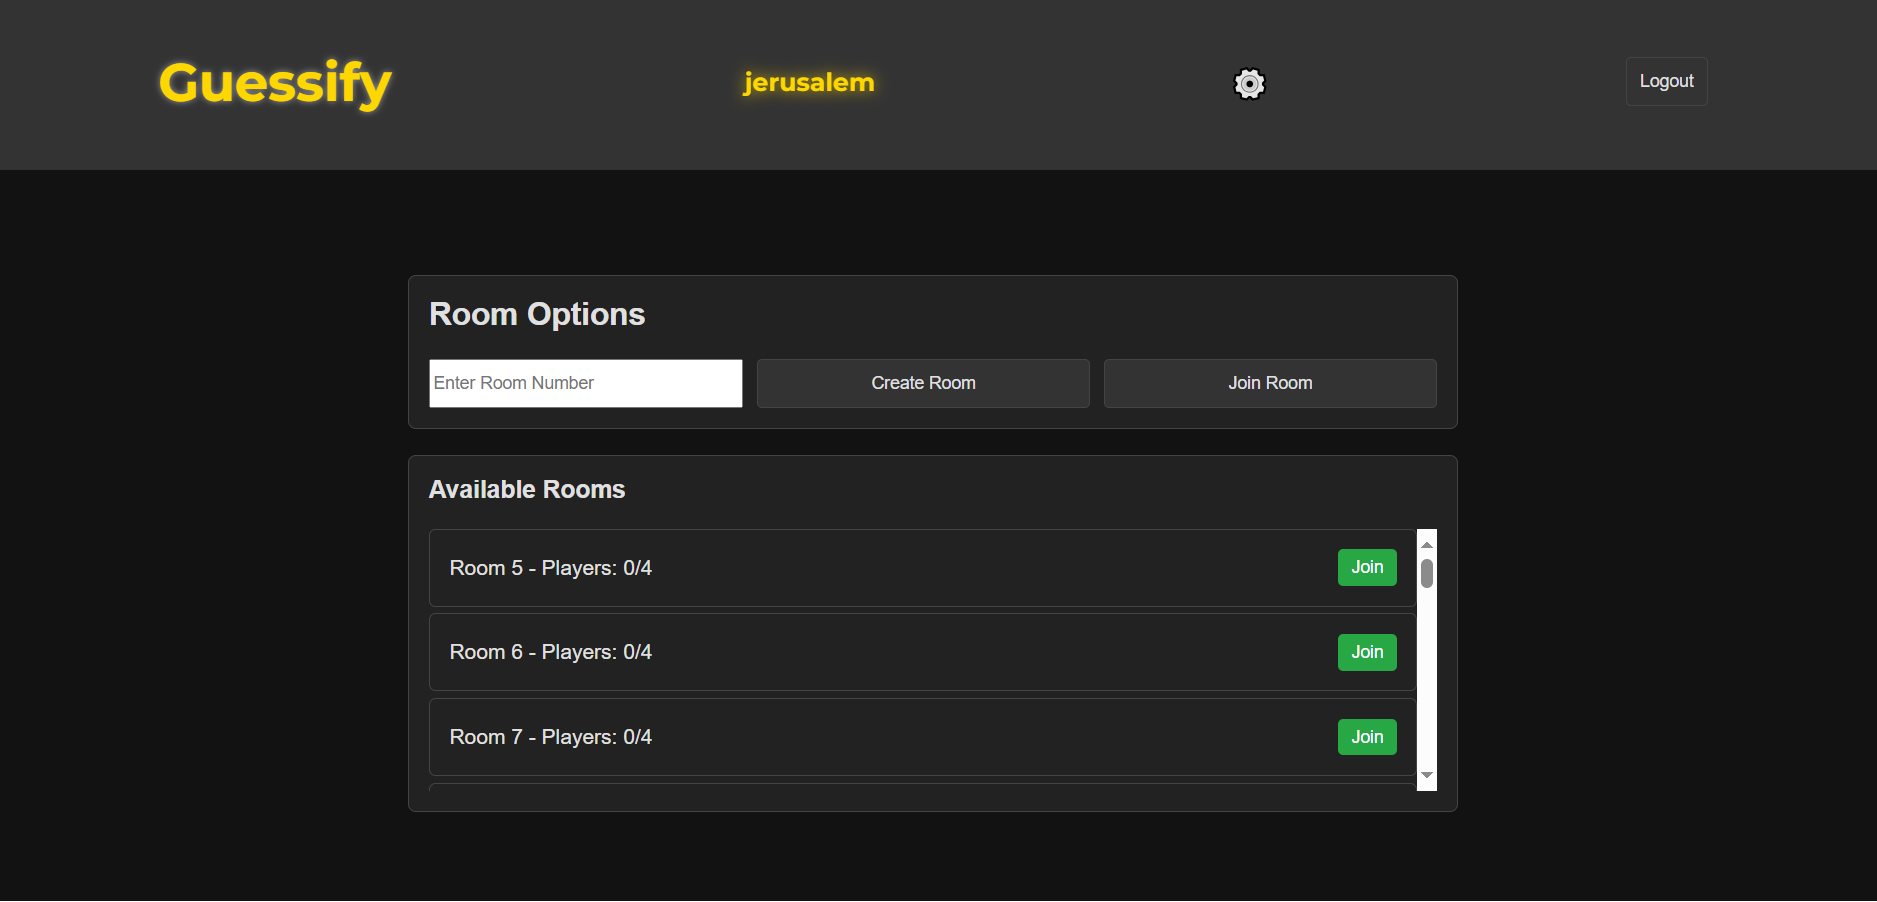 Guessify
jerusalem
Logout
Room Options
Enter Room Number
Create Room
Join Room
Available Rooms
Room 5 - Players: 0/4
Join
Room 6 - Players: 0/4
Join
Room 7 - Players: 0/4
Join